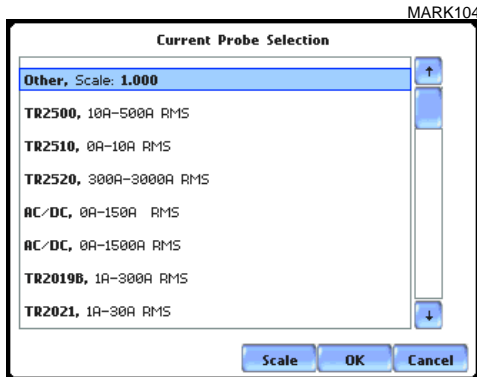 MARK104
Current Probe Selection
Other, Scale: 1.000
TR2500, 10A-500A RMS
TR2510, 0A-10A RMS
TR2520, 300A-3000A RMS
AC/DC, 0A-150A RMS
AC/DC, 0A-1500A RMS
TR2019B, 1A-300A RMS
TR2021, 1A-30A RMS
Scale OK Cancel